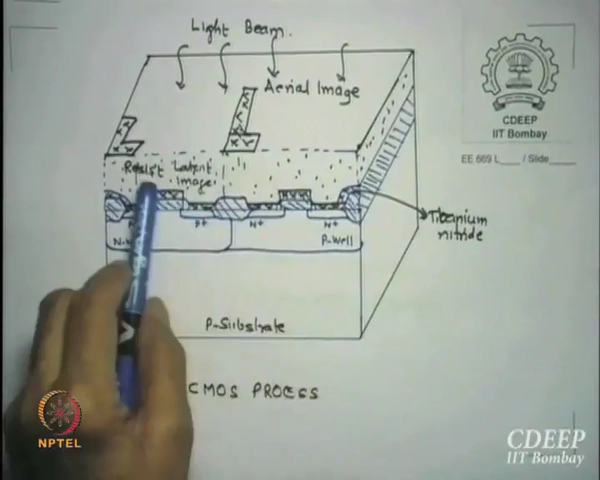 Light Beam.
Aerial Image
Resist Latent
Image
P+
N+
N+
N-W
P-Well
Titanium
nitride
P-Substrate
CMOS PROCESS
CDEEP
IIT Bombay
EE 669 L___ / Slide___
NPTEL
CDEEP
IIT Bombay